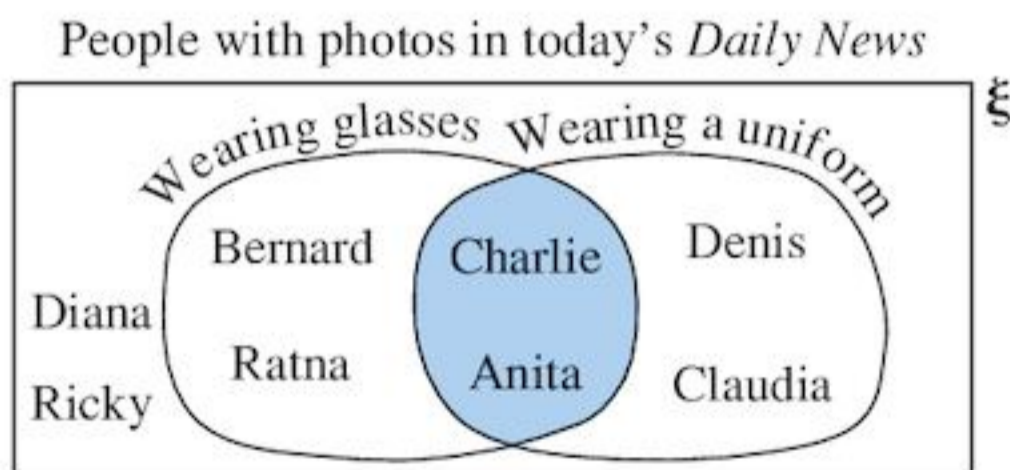 People with photos in today's Daily News
ξ
Wearing glasses Wearing a uniform
Bernard Charlie Denis
Diana
Ratna Anita Claudia
Ricky